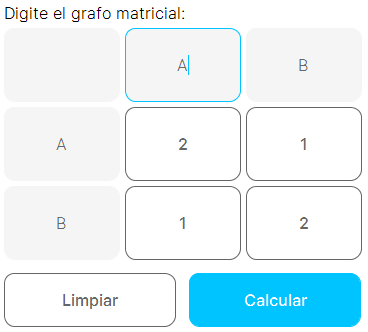 Digite el grafo matricial:
A B
A 2 1
B 1 2
Limpiar Calcular